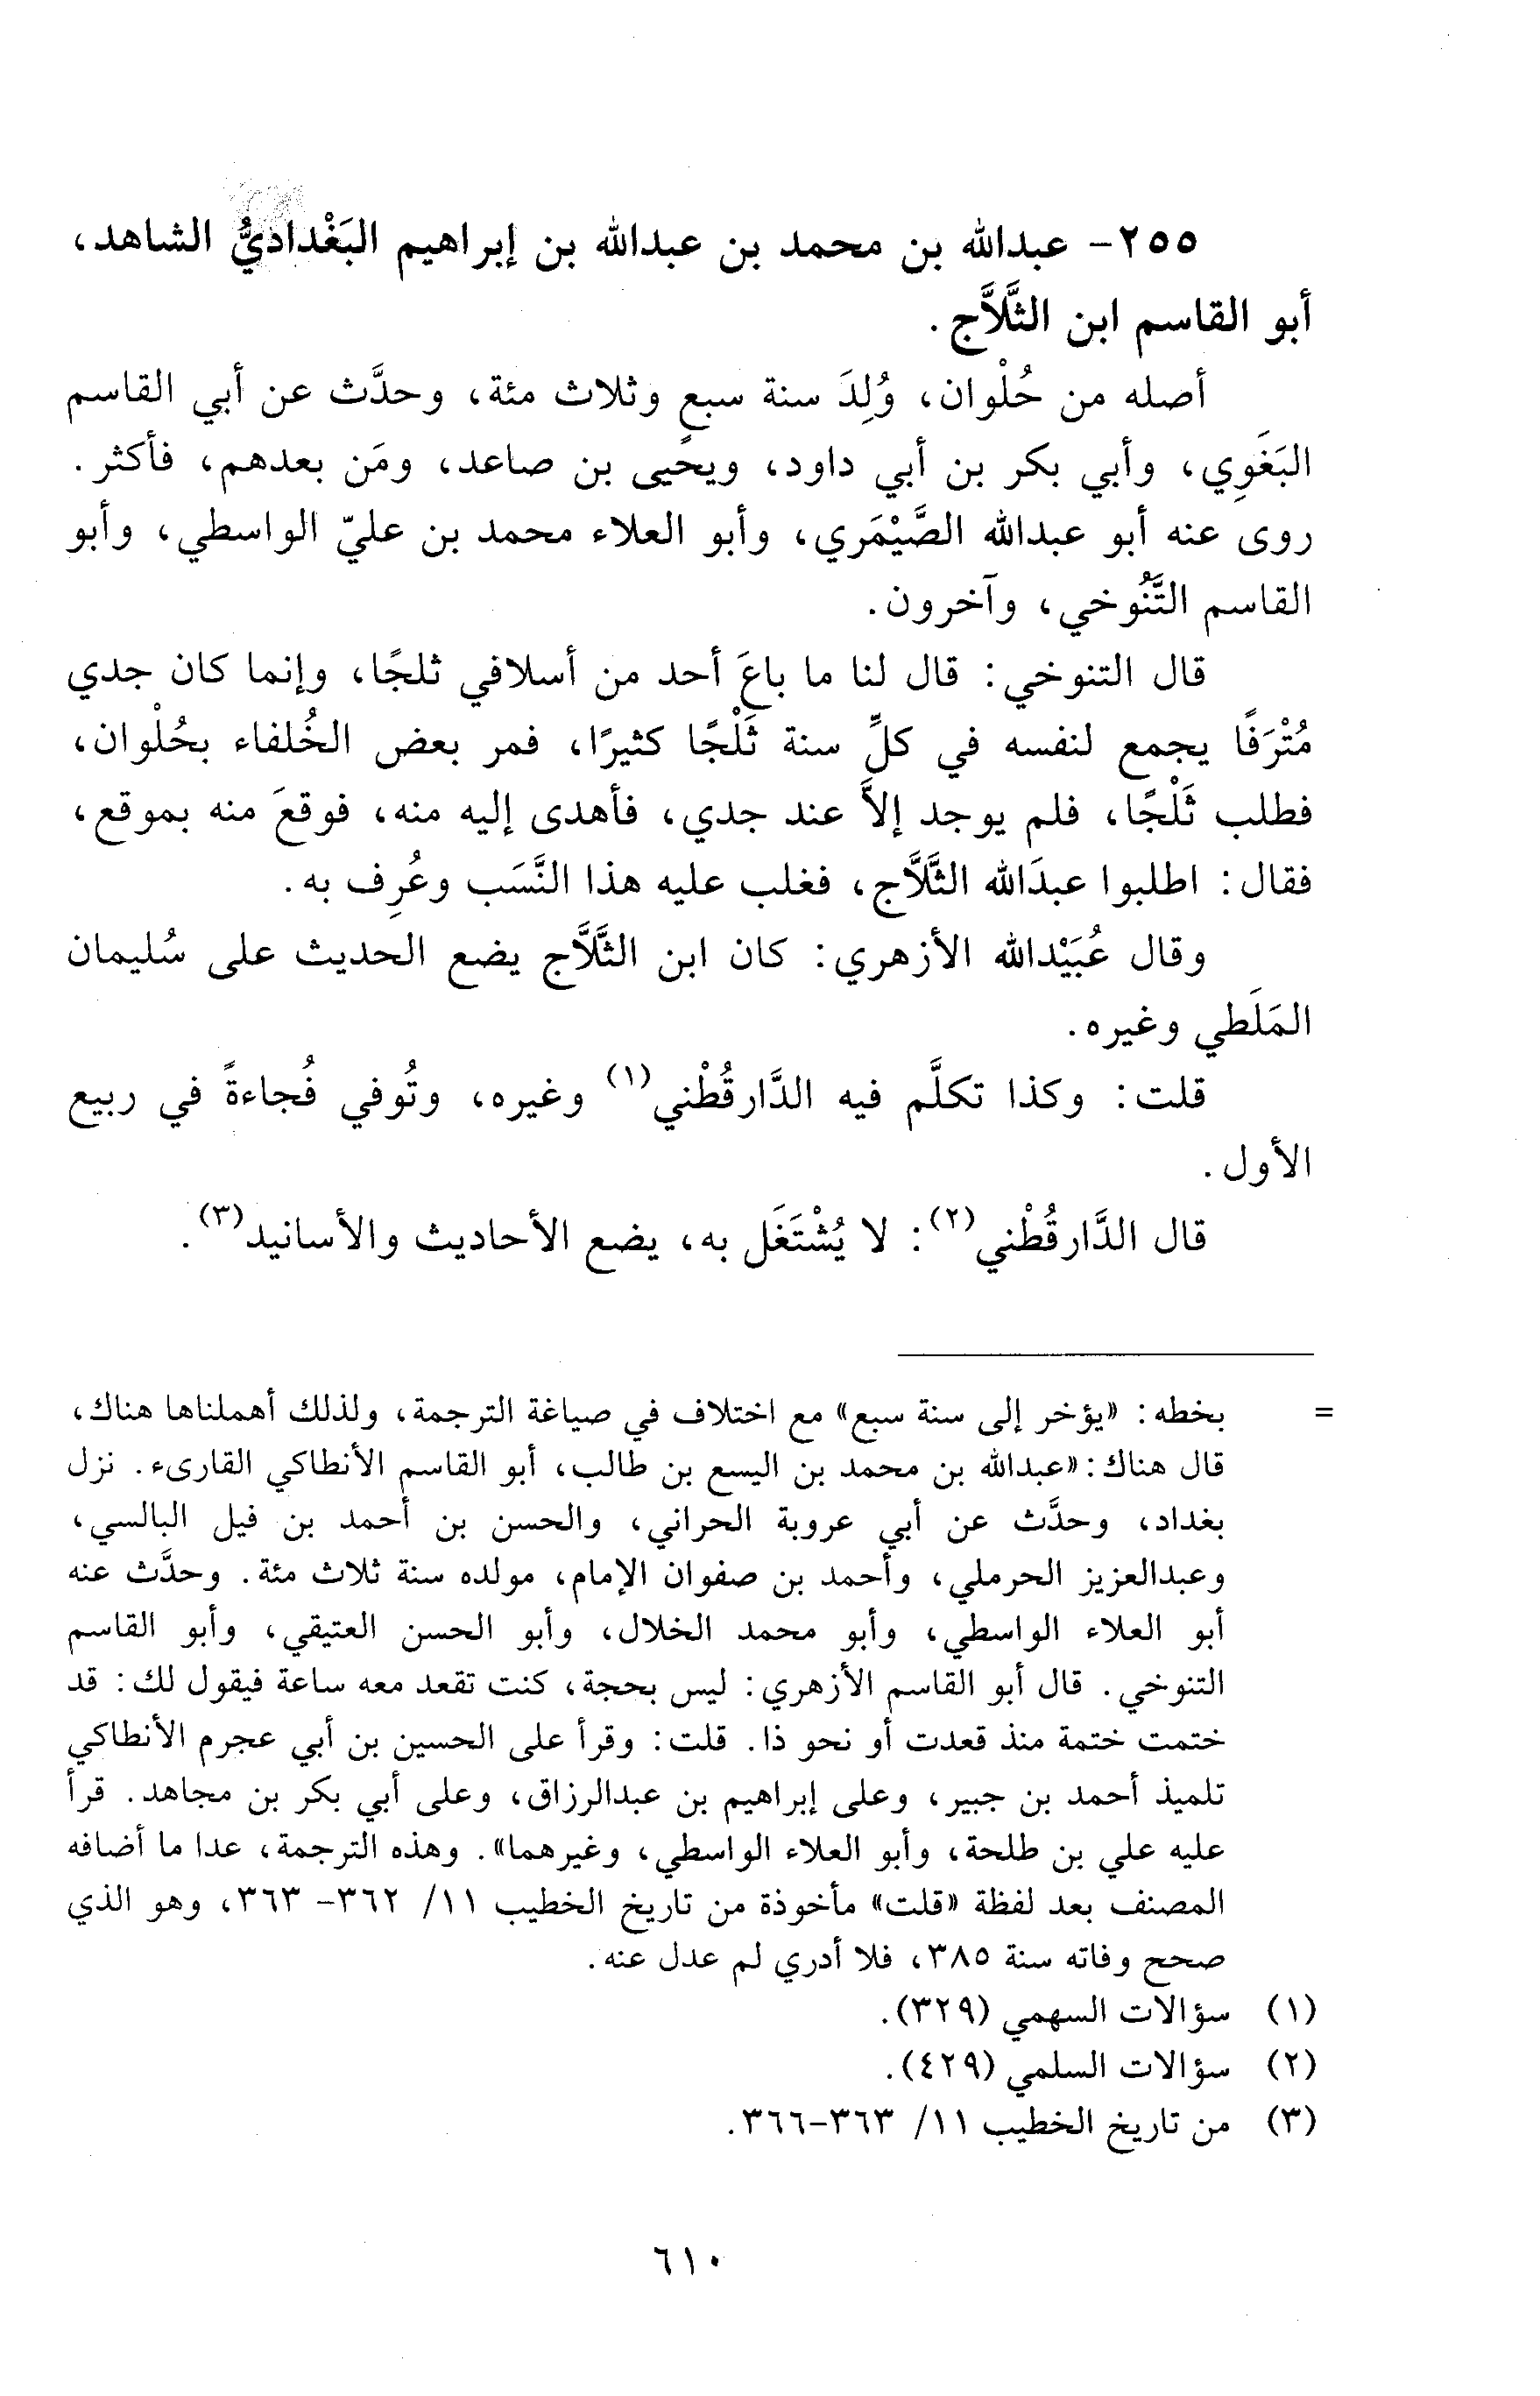 ٢٥٥- عبدالله بن محمد بن عبدالله بن إبراهيم البَغْداديُّ الشاهد،
أبو القاسم ابن الثَّلاَّج.
أصله من حُلْوان، وُلِدَ سنة سبعٍ وثلاث مئة، وحدَّث عن أبي القاسم
البَغَوِي، وأبي بكر بن أبي داود، ويحيى بن صاعد، ومَن بعدهم، فأكثر.
روى عنه أبو عبدالله الصَّيْمَري، وأبو العلاء محمد بن عليّ الواسطي، وأبو
القاسم التَّنُوخي، وآخرون.
قال التنوخي: قال لنا ما باعَ أحد من أسلافي ثلجًا، وإنما كان جدي
مُتْرَفًا يجمع لنفسه في كلِّ سنة ثَلْجًا كثيرًا، فمر بعض الخُلفاء بحُلْوان،
فطلب ثَلْجًا، فلم يوجد إلاَّ عند جدي، فأهدى إليه منه، فوقعَ منه بموقع،
فقال: اطلبوا عبدَالله الثَّلاَّج، فغلب عليه هذا النَّسَب وعُرِف به.
وقال عُبَيْدالله الأزهري: كان ابن الثَّلاَّج يضع الحديث على سُليمان
المَلَطي وغيره.
قلت: وكذا تكلَّم فيه الدَّارقُطْني(١) وغيره، وتُوفي فُجاءةً في ربيع
الأول.
قال الدَّارقُطْني(٢): لا يُشْتَغَل به، يضع الأحاديث والأسانيد(٣).
= بخطه: «يؤخر إلى سنة سبع» مع اختلاف في صياغة الترجمة، ولذلك أهملناها هناك،
قال هناك: «عبدالله بن محمد بن اليسع بن طالب، أبو القاسم الأنطاكي القارىء. نزل
بغداد، وحدَّث عن أبي عروبة الحراني، والحسن بن أحمد بن فيل البالسي،
وعبدالعزيز الحرملي، وأحمد بن صفوان الإمام، مولده سنة ثلاث مئة. وحدَّث عنه
أبو العلاء الواسطي، وأبو محمد الخلال، وأبو الحسن العتيقي، وأبو القاسم
التنوخي. قال أبو القاسم الأزهري: ليس بحجة، كنت تقعد معه ساعة فيقول لك: قد
ختمت ختمة منذ قعدت أو نحو ذا. قلت: وقرأ على الحسين بن أبي عجرم الأنطاكي
تلميذ أحمد بن جبير، وعلى إبراهيم بن عبدالرزاق، وعلى أبي بكر بن مجاهد. قرأ
عليه علي بن طلحة، وأبو العلاء الواسطي، وغيرهما». وهذه الترجمة، عدا ما أضافه
المصنف بعد لفظة «قلت» مأخوذة من تاريخ الخطيب ١١/ ٣٦٢- ٣٦٣، وهو الذي
صحح وفاته سنة ٣٨٥، فلا أدري لم عدل عنه.
(١) سؤالات السهمي (٣٢٩).
(٢) سؤالات السلمي (٤٢٩).
(٣) من تاريخ الخطيب ١١/ ٣٦٣-٣٦٦.
٦١٠